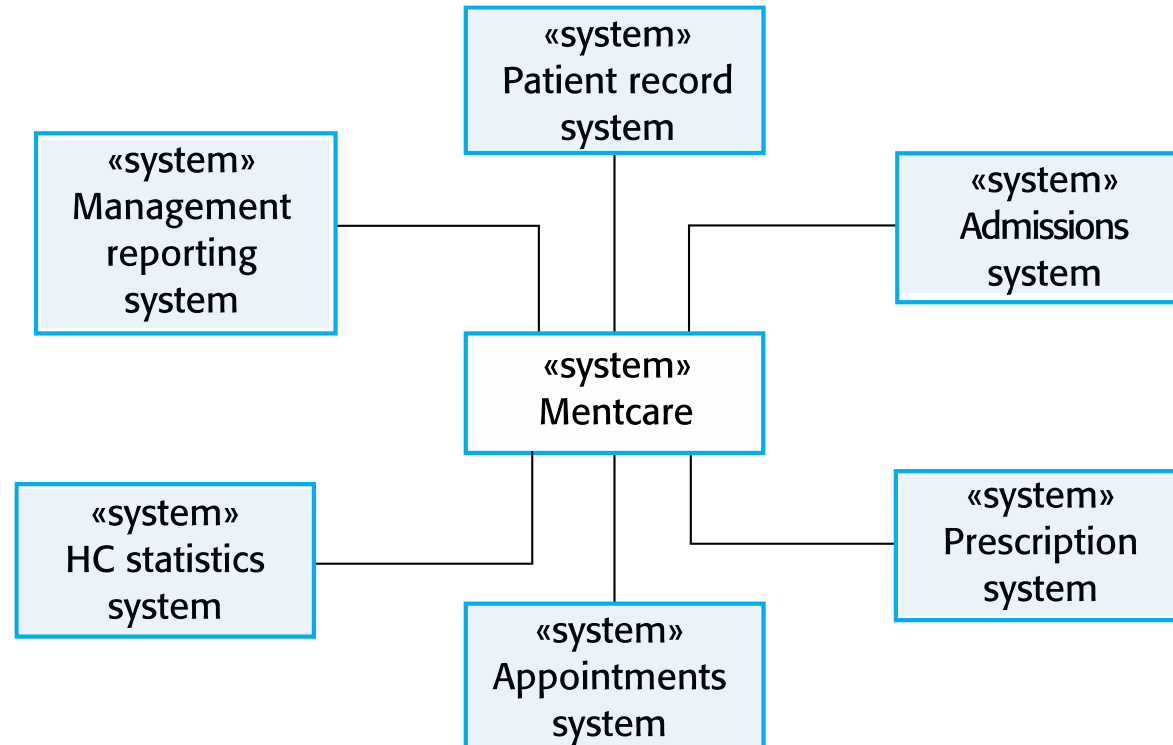 «system»
Patient record
system
«system»
Management
reporting
system
«system»
Admissions
system
«system»
Mentcare
«system»
HC statistics
system
«system»
Prescription
system
«system»
Appointments
system